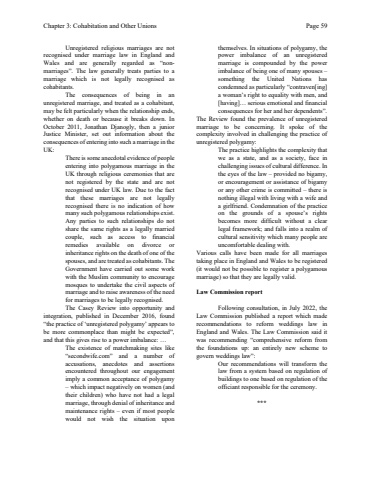 Chapter 3: Cohabitation and Other Unions
Page 59
Unregistered religious marriages are not
recognised under marriage law in England and
Wales and are generally regarded as “non-
marriages”. The law generally treats parties to a
marriage which is not legally recognised as
cohabitants.
The consequences of being in an
unregistered marriage, and treated as a cohabitant,
may be felt particularly when the relationship ends,
whether on death or because it breaks down. In
October 2011, Jonathan Djanogly, then a junior
Justice Minister, set out information about the
consequences of entering into such a marriage in the
UK:
There is some anecdotal evidence of people
entering into polygamous marriage in the
UK through religious ceremonies that are
not registered by the state and are not
recognised under UK law. Due to the fact
that these marriages are not legally
recognised there is no indication of how
many such polygamous relationships exist.
Any parties to such relationships do not
share the same rights as a legally married
couple, such as access to financial
remedies available on divorce or
inheritance rights on the death of one of the
spouses, and are treated as cohabitants. The
Government have carried out some work
with the Muslim community to encourage
mosques to undertake the civil aspects of
marriage and to raise awareness of the need
for marriages to be legally recognised.
The Casey Review into opportunity and
integration, published in December 2016, found
“the practice of ‘unregistered polygamy’ appears to
be more commonplace than might be expected”,
and that this gives rise to a power imbalance: …
The existence of matchmaking sites like
“secondwife.com” and a number of
accusations, anecdotes and assertions
encountered throughout our engagement
imply a common acceptance of polygamy
– which impact negatively on women (and
their children) who have not had a legal
marriage, through denial of inheritance and
maintenance rights – even if most people
would not wish the situation upon
themselves. In situations of polygamy, the
power imbalance of an unregistered
marriage is compounded by the power
imbalance of being one of many spouses –
something the United Nations has
condemned as particularly “contraven[ing]
a woman’s right to equality with men, and
[having]… serious emotional and financial
consequences for her and her dependents”.
The Review found the prevalence of unregistered
marriage to be concerning. It spoke of the
complexity involved in challenging the practice of
unregistered polygamy:
The practice highlights the complexity that
we as a state, and as a society, face in
challenging issues of cultural difference. In
the eyes of the law – provided no bigamy,
or encouragement or assistance of bigamy
or any other crime is committed – there is
nothing illegal with living with a wife and
a girlfriend. Condemnation of the practice
on the grounds of a spouse’s rights
becomes more difficult without a clear
legal framework; and falls into a realm of
cultural sensitivity which many people are
uncomfortable dealing with.
Various calls have been made for all marriages
taking place in England and Wales to be registered
(it would not be possible to register a polygamous
marriage) so that they are legally valid.
Law Commission report
Following consultation, in July 2022, the
Law Commission published a report which made
recommendations to reform weddings law in
England and Wales. The Law Commission said it
was recommending “comprehensive reform from
the foundations up: an entirely new scheme to
govern weddings law”:
Our recommendations will transform the
law from a system based on regulation of
buildings to one based on regulation of the
officiant responsible for the ceremony.
***